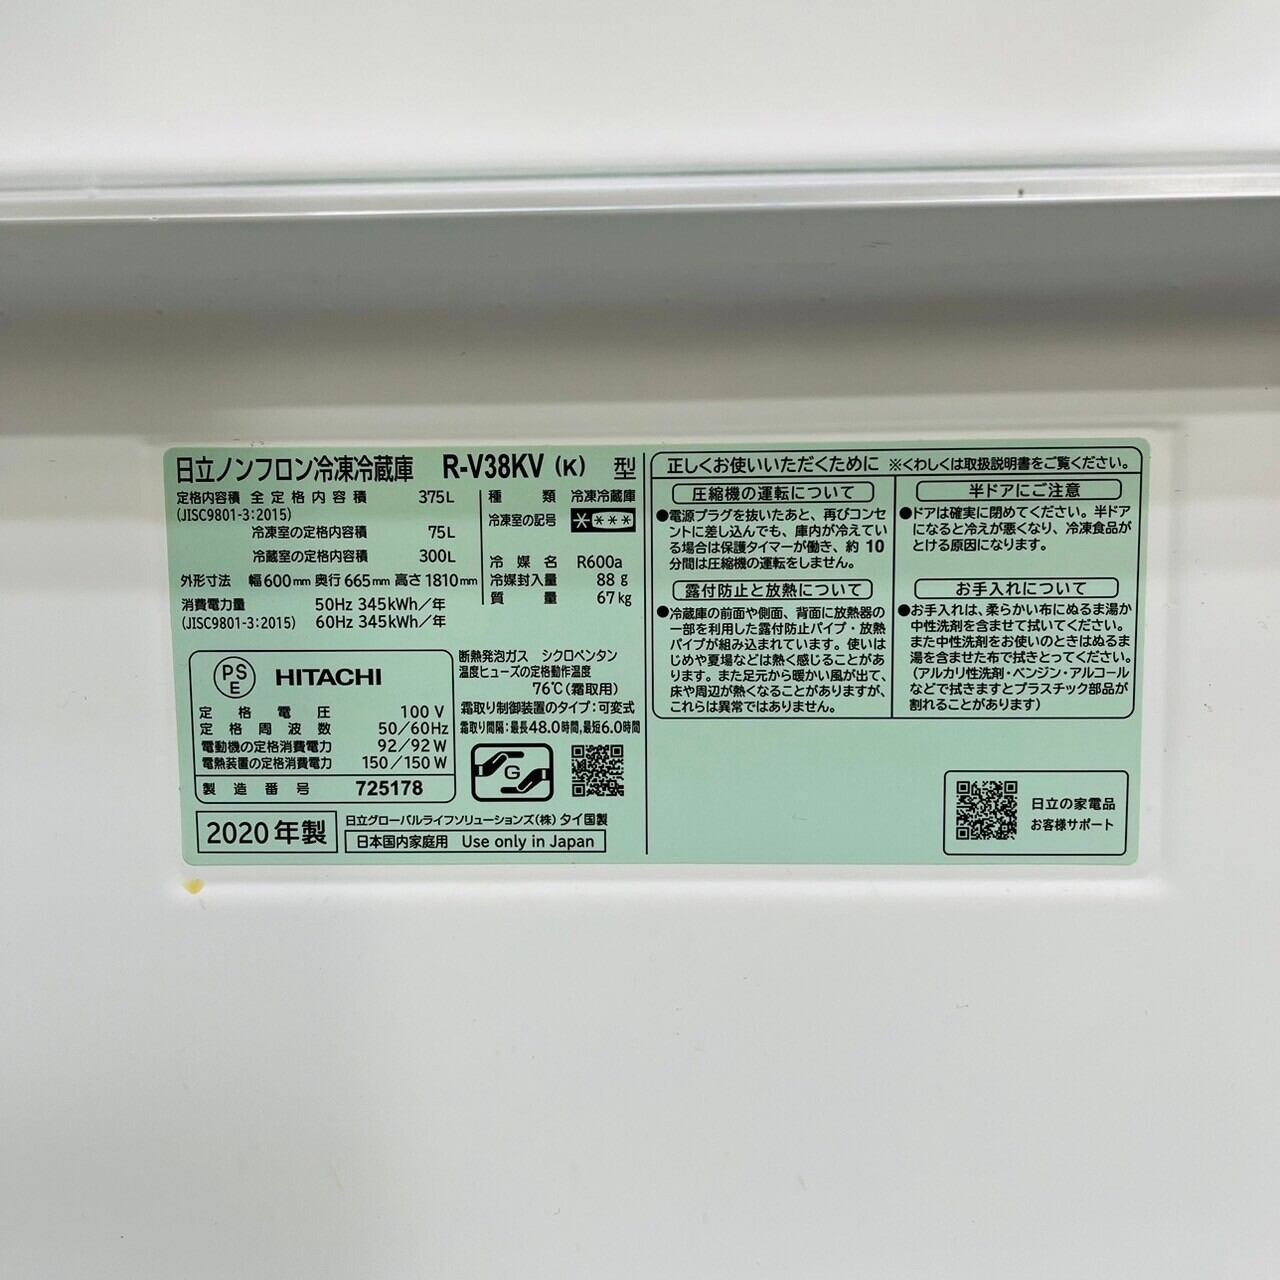 日立ノンフロン冷凍冷蔵庫 R-V38KV (K) 型
定格内容積 全定格内容積 375L
(JISC9801-3:2015)
冷凍室の定格内容積 75L
冷蔵室の定格内容積 300L
外形寸法 幅600mm 奥行665mm 高さ1810mm
消費電力量 50Hz 345kWh/年
(JISC9801-3:2015) 60Hz 345kWh/年
種類 冷凍冷蔵庫
冷凍室の記号 ＊＊＊＊
冷媒名 R600a
冷媒封入量 88g
質量 67kg
PS
E
HITACHI
定格電圧 100V
定格周波数 50/60Hz
電動機の定格消費電力 92/92W
電熱装置の定格消費電力 150/150W
製造番号 725178
断熱発泡ガス シクロペンタン
温度ヒューズの定格動作温度
76℃(霜取用)
霜取り制御装置のタイプ:可変式
霜取り間隔:最長48.0時間,最短6.0時間
G
2020年製
日立グローバルライフソリューションズ(株) タイ国製
日本国内家庭用 Use only in Japan
正しくお使いいただくために ※くわしくは取扱説明書をご覧ください。
圧縮機の運転について
●電源プラグを抜いたあと、再びコンセ
ントに差し込んでも、庫内が冷えてい
る場合は保護タイマーが働き、約10
分間は圧縮機の運転をしません。
露付防止と放熱について
●冷蔵庫の前面や側面、背面に放熱器の
一部を利用した露付防止パイプ・放熱
パイプが組み込まれています。使いは
じめや夏場などは熱く感じることがあ
ります。また足元から暖かい風が出て、
床や周辺が熱くなることがありますが、
これらは異常ではありません。
半ドアにご注意
●ドアは確実に閉めてください。半ドア
になると冷えが悪くなり、冷凍食品が
とける原因になります。
お手入れについて
●お手入れは、柔らかい布にぬるま湯か
中性洗剤を含ませて拭いてください。
また中性洗剤をお使いのときはぬるま
湯を含ませた布で拭きとってください。
(アルカリ性洗剤・ベンジン・アルコール
などで拭きますとプラスチック部品が
割れることがあります)
日立の家電品
お客様サポート